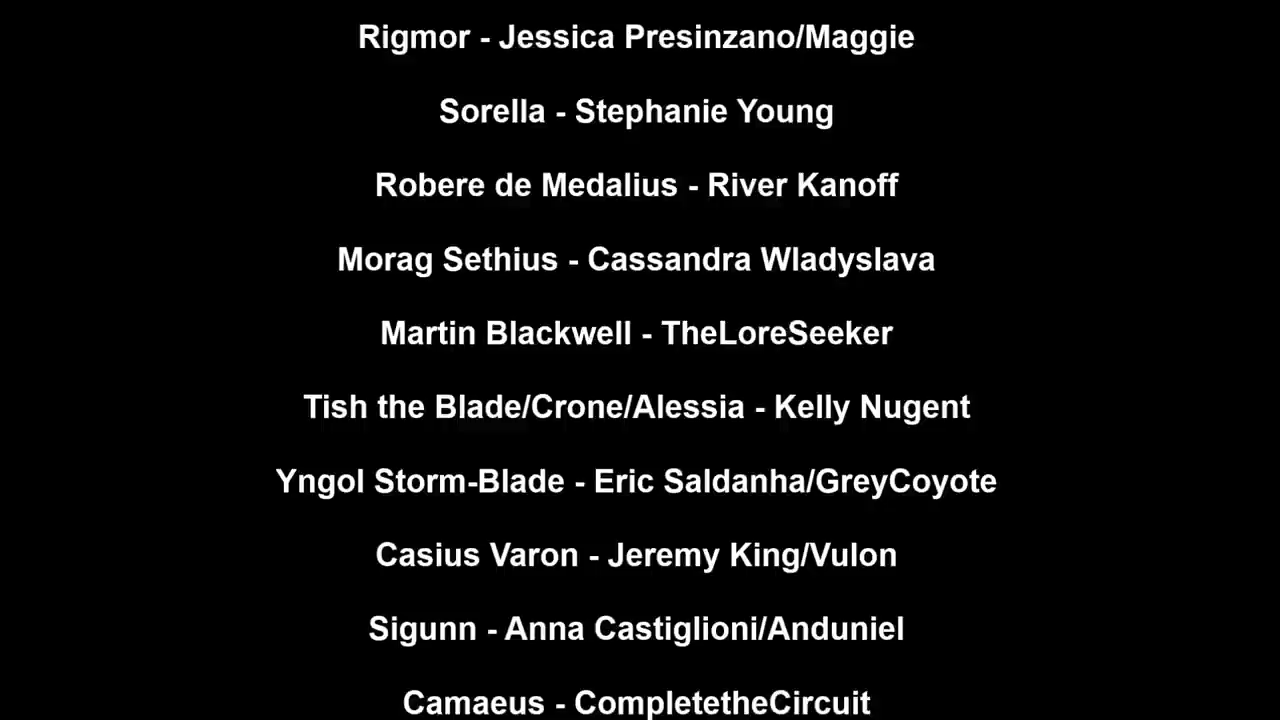 Rigmor - Jessica Presinzano/Maggie
Sorella - Stephanie Young
Robere de Medalius - River Kanoff
Morag Sethius - Cassandra Wladyslava
Martin Blackwell - TheLoreSeeker
Tish the Blade/Crone/Alessia - Kelly Nugent
Yngol Storm-Blade - Eric Saldanha/GreyCoyote
Casius Varon - Jeremy King/Vulon
Sigunn - Anna Castiglioni/Anduniel
Camaeus - CompletetheCircuit